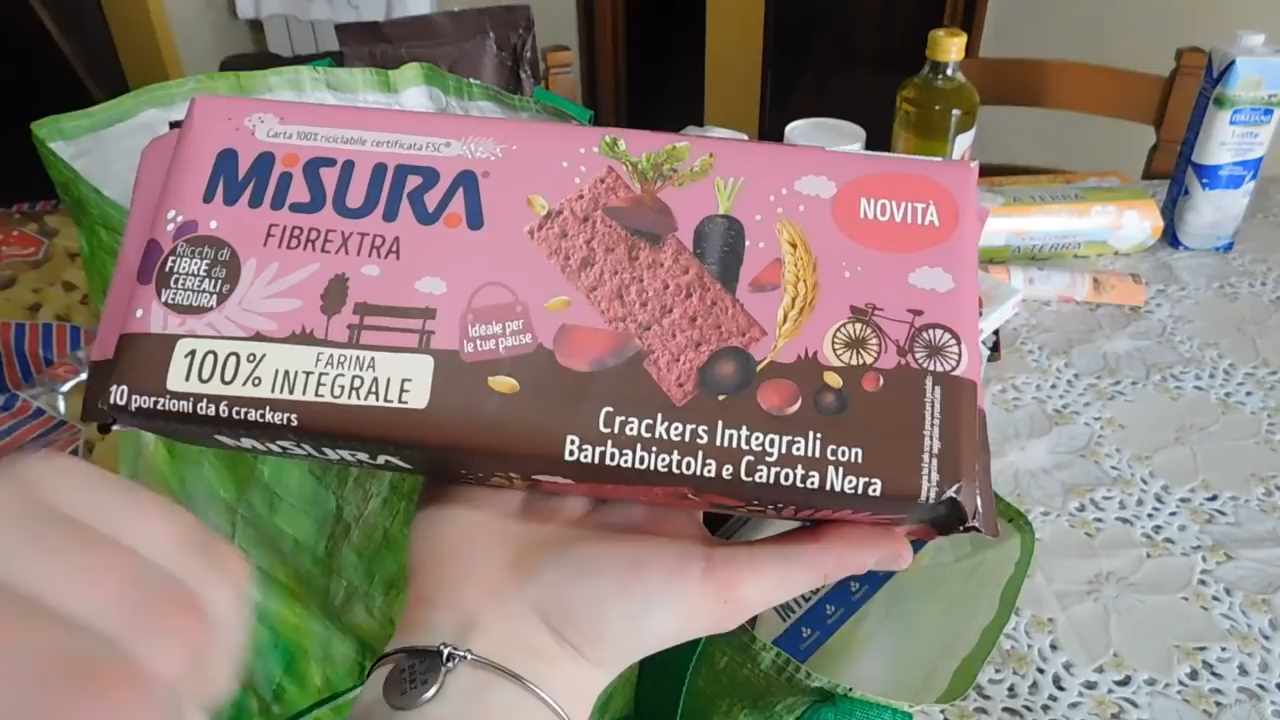 Carta 100% riciclabile certificata FSC®
MiSURA®
FIBREXTRA
NOVITÀ
Ricchi di
FIBRE da
CEREALI e
VERDURA
Ideale per
le tue pause
100% FARINA
INTEGRALE
10 porzioni da 6 crackers
Crackers Integrali con
Barbabietola e Carota Nera
MiSURA
A-TERRA
A-TERRA
ITALIANO
Latte